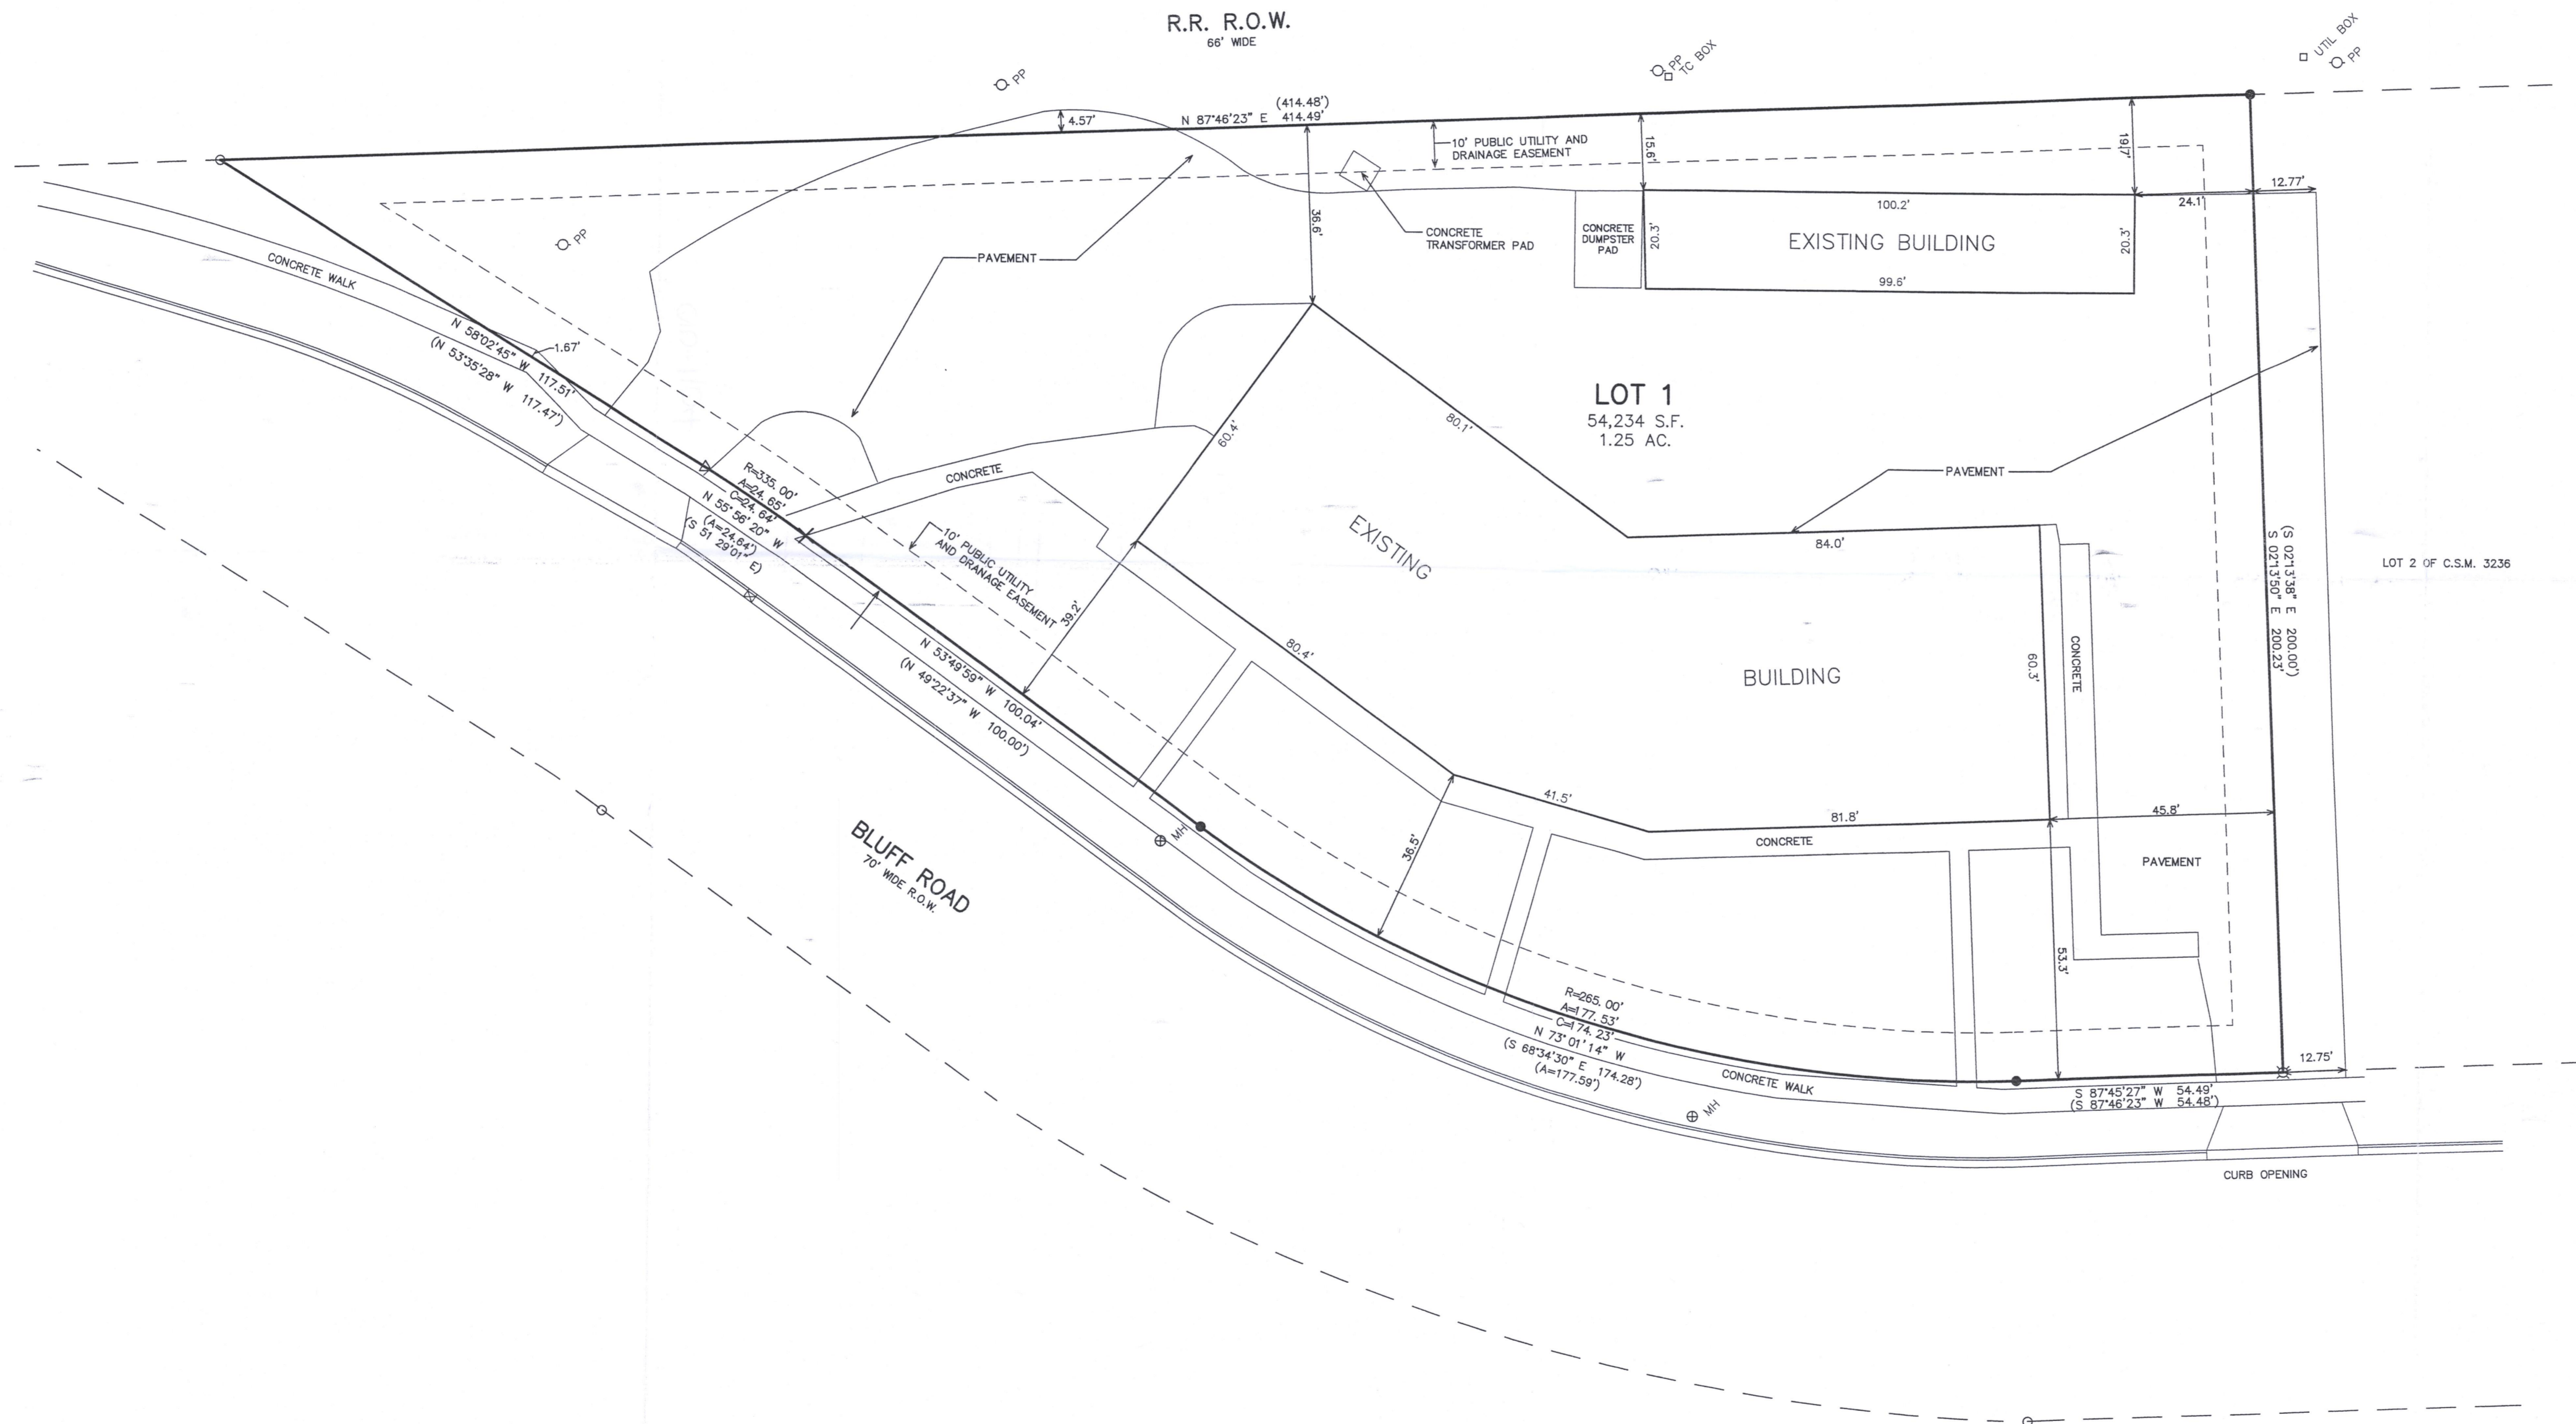 R.R. R.O.W.
66' WIDE
PP
PP
TC BOX
UTIL BOX
PP
(414.48')
N 87°46'23" E 414.49'
4.57'
10' PUBLIC UTILITY AND
DRAINAGE EASEMENT
15.6'
19.7'
12.77'
24.1'
100.2'
36.6'
CONCRETE
TRANSFORMER PAD
CONCRETE
DUMPSTER
PAD
20.3'
EXISTING BUILDING
20.3'
99.6'
PP
PAVEMENT
CONCRETE WALK
N 58°02'45" W 117.51'
(N 53°35'28" W 117.47')
1.67'
LOT 1
54,234 S.F.
1.25 AC.
80.1'
60.4'
PAVEMENT
R=335.00'
A=24.65'
C=24.64'
N 55°56'20" W
(A=24.64')
(S 51 29'01" E)
CONCRETE
10' PUBLIC UTILITY
AND DRANAGE EASEMENT
EXISTING
84.0'
(S 02°13'38" E 200.00')
S 02°13'50" E 200.23'
LOT 2 OF C.S.M. 3236
39.2'
80.4'
N 53°49'59" W 100.04'
(N 49°22'37" W 100.00')
BUILDING
60.3'
CONCRETE
41.5'
81.8'
45.8'
MH
BLUFF ROAD
70' WIDE R.O.W.
36.5'
CONCRETE
PAVEMENT
53.3'
R=265.00'
A=177.53'
C=174.23'
N 73°01'14" W
(S 68°34'30" E 174.28')
(A=177.59')
CONCRETE WALK
MH
12.75'
S 87°45'27" W 54.49'
(S 87°46'23" W 54.48')
CURB OPENING